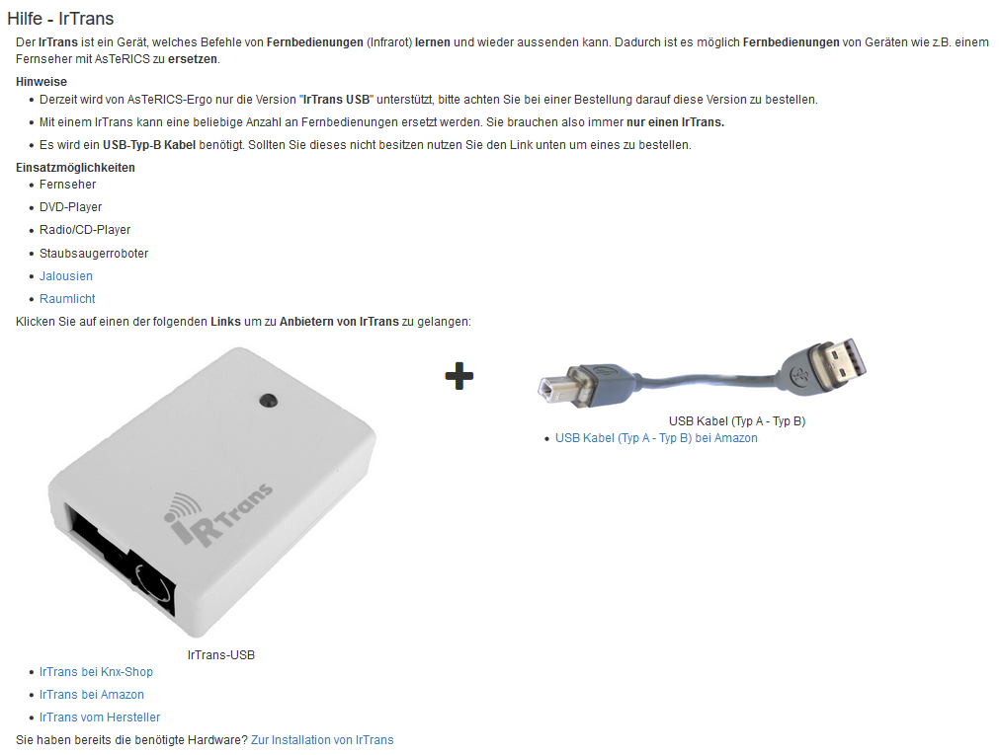 Hilfe - IrTrans
Der IrTrans ist ein Gerät, welches Befehle von Fernbedienungen (Infrarot) lernen und wieder aussenden kann. Dadurch ist es möglich Fernbedienungen von Geräten wie z.B. einem
Fernseher mit AsTeRICS zu ersetzen.
Hinweise
• Derzeit wird von AsTeRICS-Ergo nur die Version "IrTrans USB" unterstützt, bitte achten Sie bei einer Bestellung darauf diese Version zu bestellen.
• Mit einem IrTrans kann eine beliebige Anzahl an Fernbedienungen ersetzt werden. Sie brauchen also immer nur einen IrTrans.
• Es wird ein USB-Typ-B Kabel benötigt. Sollten Sie dieses nicht besitzen nutzen Sie den Link unten um eines zu bestellen.
Einsatzmöglichkeiten
• Fernseher
• DVD-Player
• Radio/CD-Player
• Staubsaugerroboter
• Jalousien
• Raumlicht
Klicken Sie auf einen der folgenden Links um zu Anbietern von IrTrans zu gelangen:
IRTrans
USB Kabel (Typ A - Typ B)
• USB Kabel (Typ A - Typ B) bei Amazon
IrTrans-USB
• IrTrans bei Knx-Shop
• IrTrans bei Amazon
• IrTrans vom Hersteller
Sie haben bereits die benötigte Hardware? Zur Installation von IrTrans